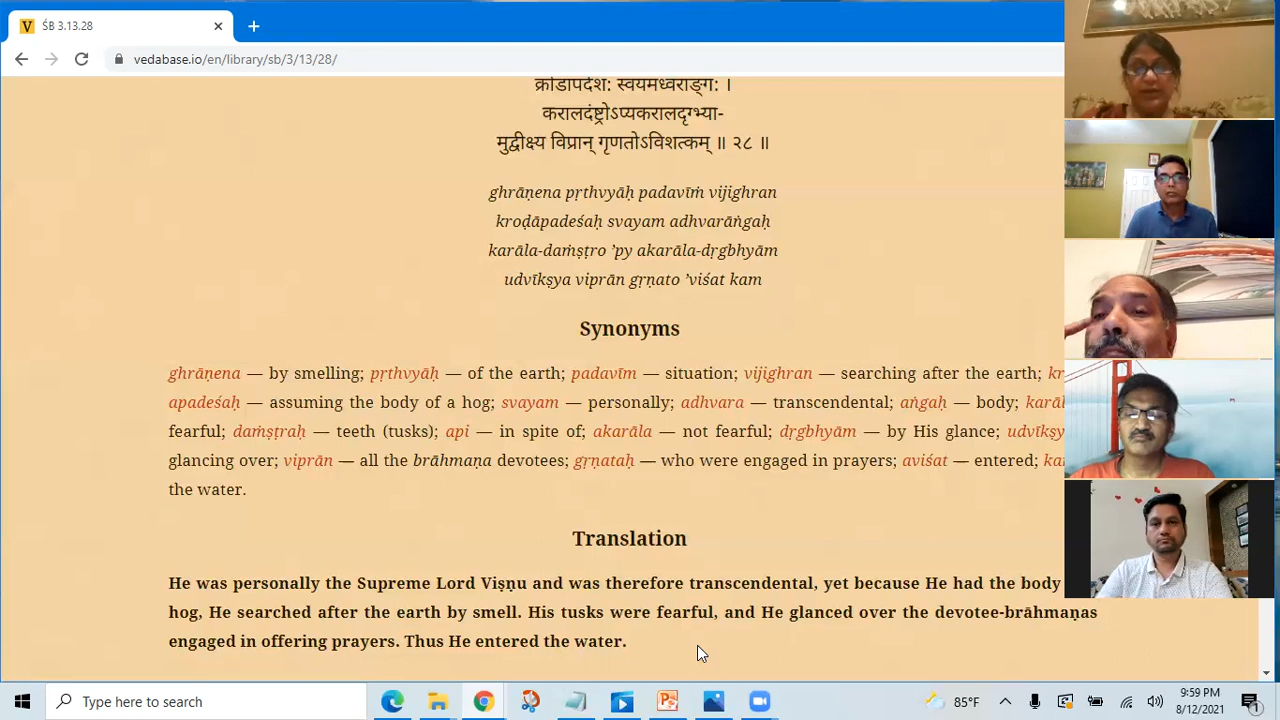 ŚB 3.13.28
vedabase.io/en/library/sb/3/13/28/
क्रोडापदेश: स्वयमध्वराङ्ग: ।
करालदंष्ट्रोऽप्यकरालद‍ृग्भ्या-
मुद्वीक्ष्य विप्रान् गृणतोऽविशत्कम् ॥ २८ ॥
ghrāṇena pṛthvyāḥ padavīṁ vijighran
kroḍāpadeśaḥ svayam adhvarāṅgaḥ
karāla-daṁṣṭro ’py akarāla-dṛgbhyām
udvīkṣya viprān gṛṇato ’viśat kam
Synonyms
ghrāṇena — by smelling; pṛthvyāḥ — of the earth; padavīm — situation; vijighran — searching after the earth;
apadeśaḥ — assuming the body of a hog; svayam — personally; adhvara — transcendental; aṅgaḥ — body;
fearful; daṁṣṭraḥ — teeth (tusks); api — in spite of; akarāla — not fearful; dṛgbhyām — by His glance;
glancing over; viprān — all the brāhmaṇa devotees; gṛṇataḥ — who were engaged in prayers; aviśat — entered;
the water.
Translation
He was personally the Supreme Lord Viṣṇu and was therefore transcendental, yet because He had the body
hog, He searched after the earth by smell. His tusks were fearful, and He glanced over the devotee-brāhmaṇas
engaged in offering prayers. Thus He entered the water.
Type here to search
85°F
9:59 PM
8/12/2021